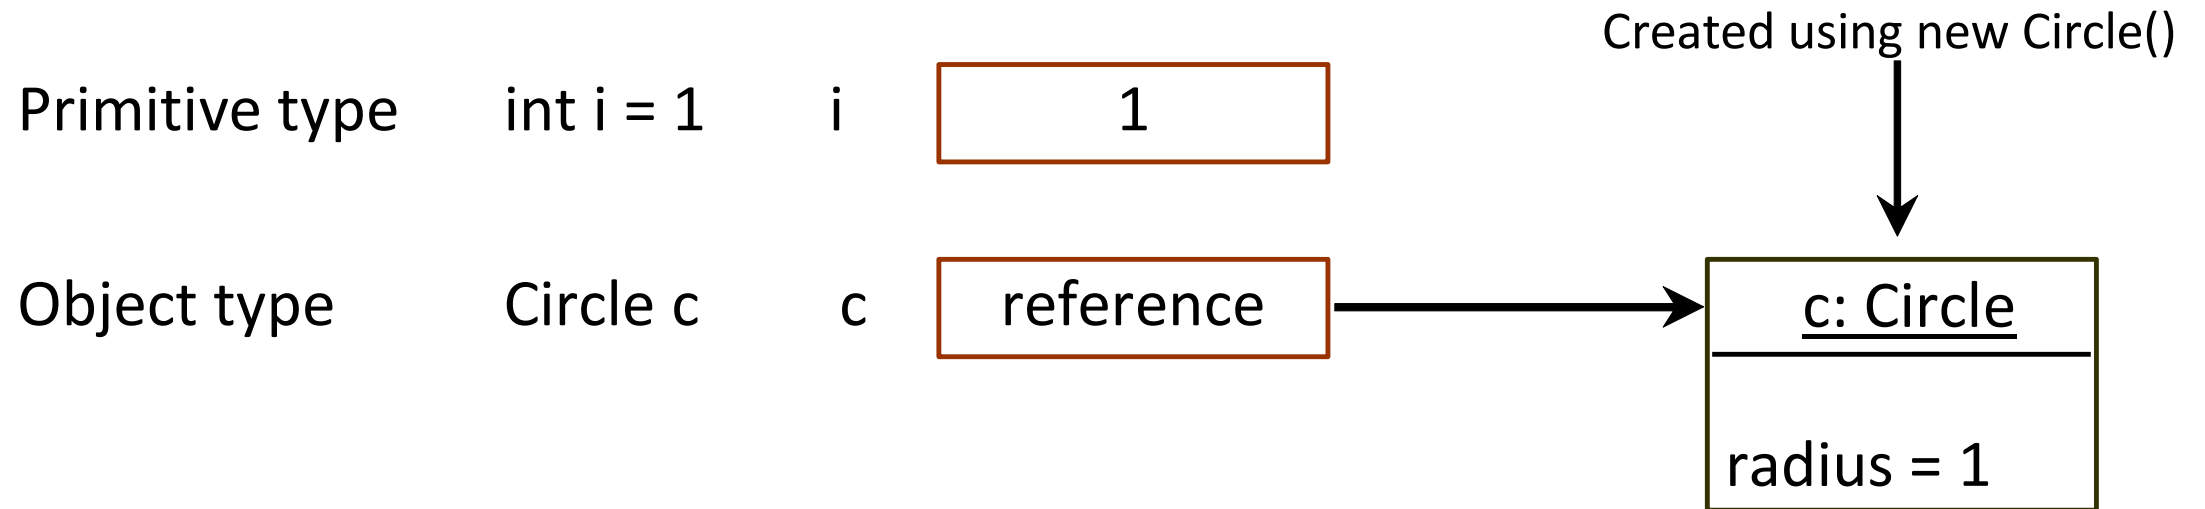 Created using new Circle()
Primitive type int i = 1 i 1
Object type Circle c c reference c: Circle
radius = 1